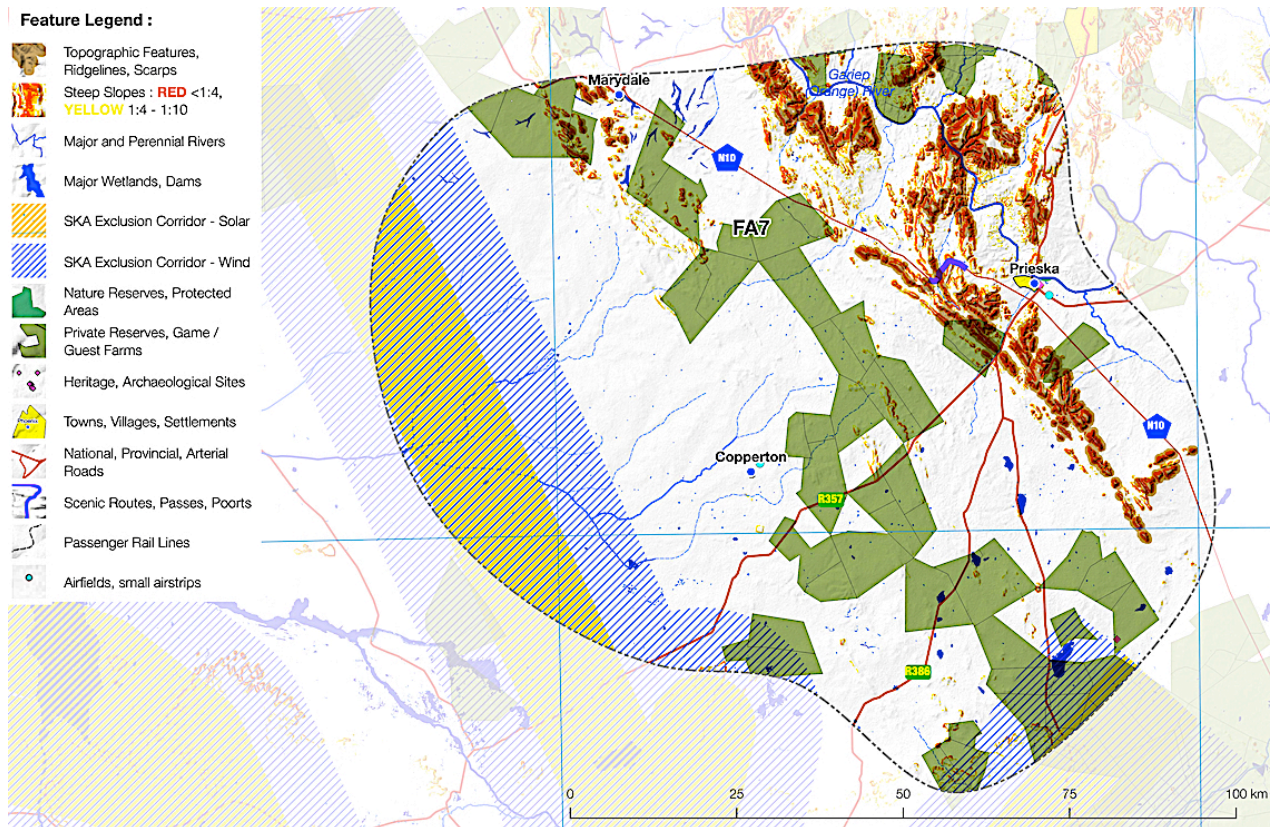 Feature Legend :
Topographic Features,
Ridgelines, Scarps
Steep Slopes : RED <1:4,
YELLOW 1:4 - 1:10
Major and Perennial Rivers
Major Wetlands, Dams
SKA Exclusion Corridor - Solar
SKA Exclusion Corridor - Wind
Nature Reserves, Protected
Areas
Private Reserves, Game /
Guest Farms
Heritage, Archaeological Sites
Towns, Villages, Settlements
National, Provincial, Arterial
Roads
Scenic Routes, Passes, Poorts
Passenger Rail Lines
Airfields, small airstrips
Marydale
Gariep
(Orange) River
N10
FA7
Prieska
N10
Copperton
R357
R386
0
25
50
75
100 km